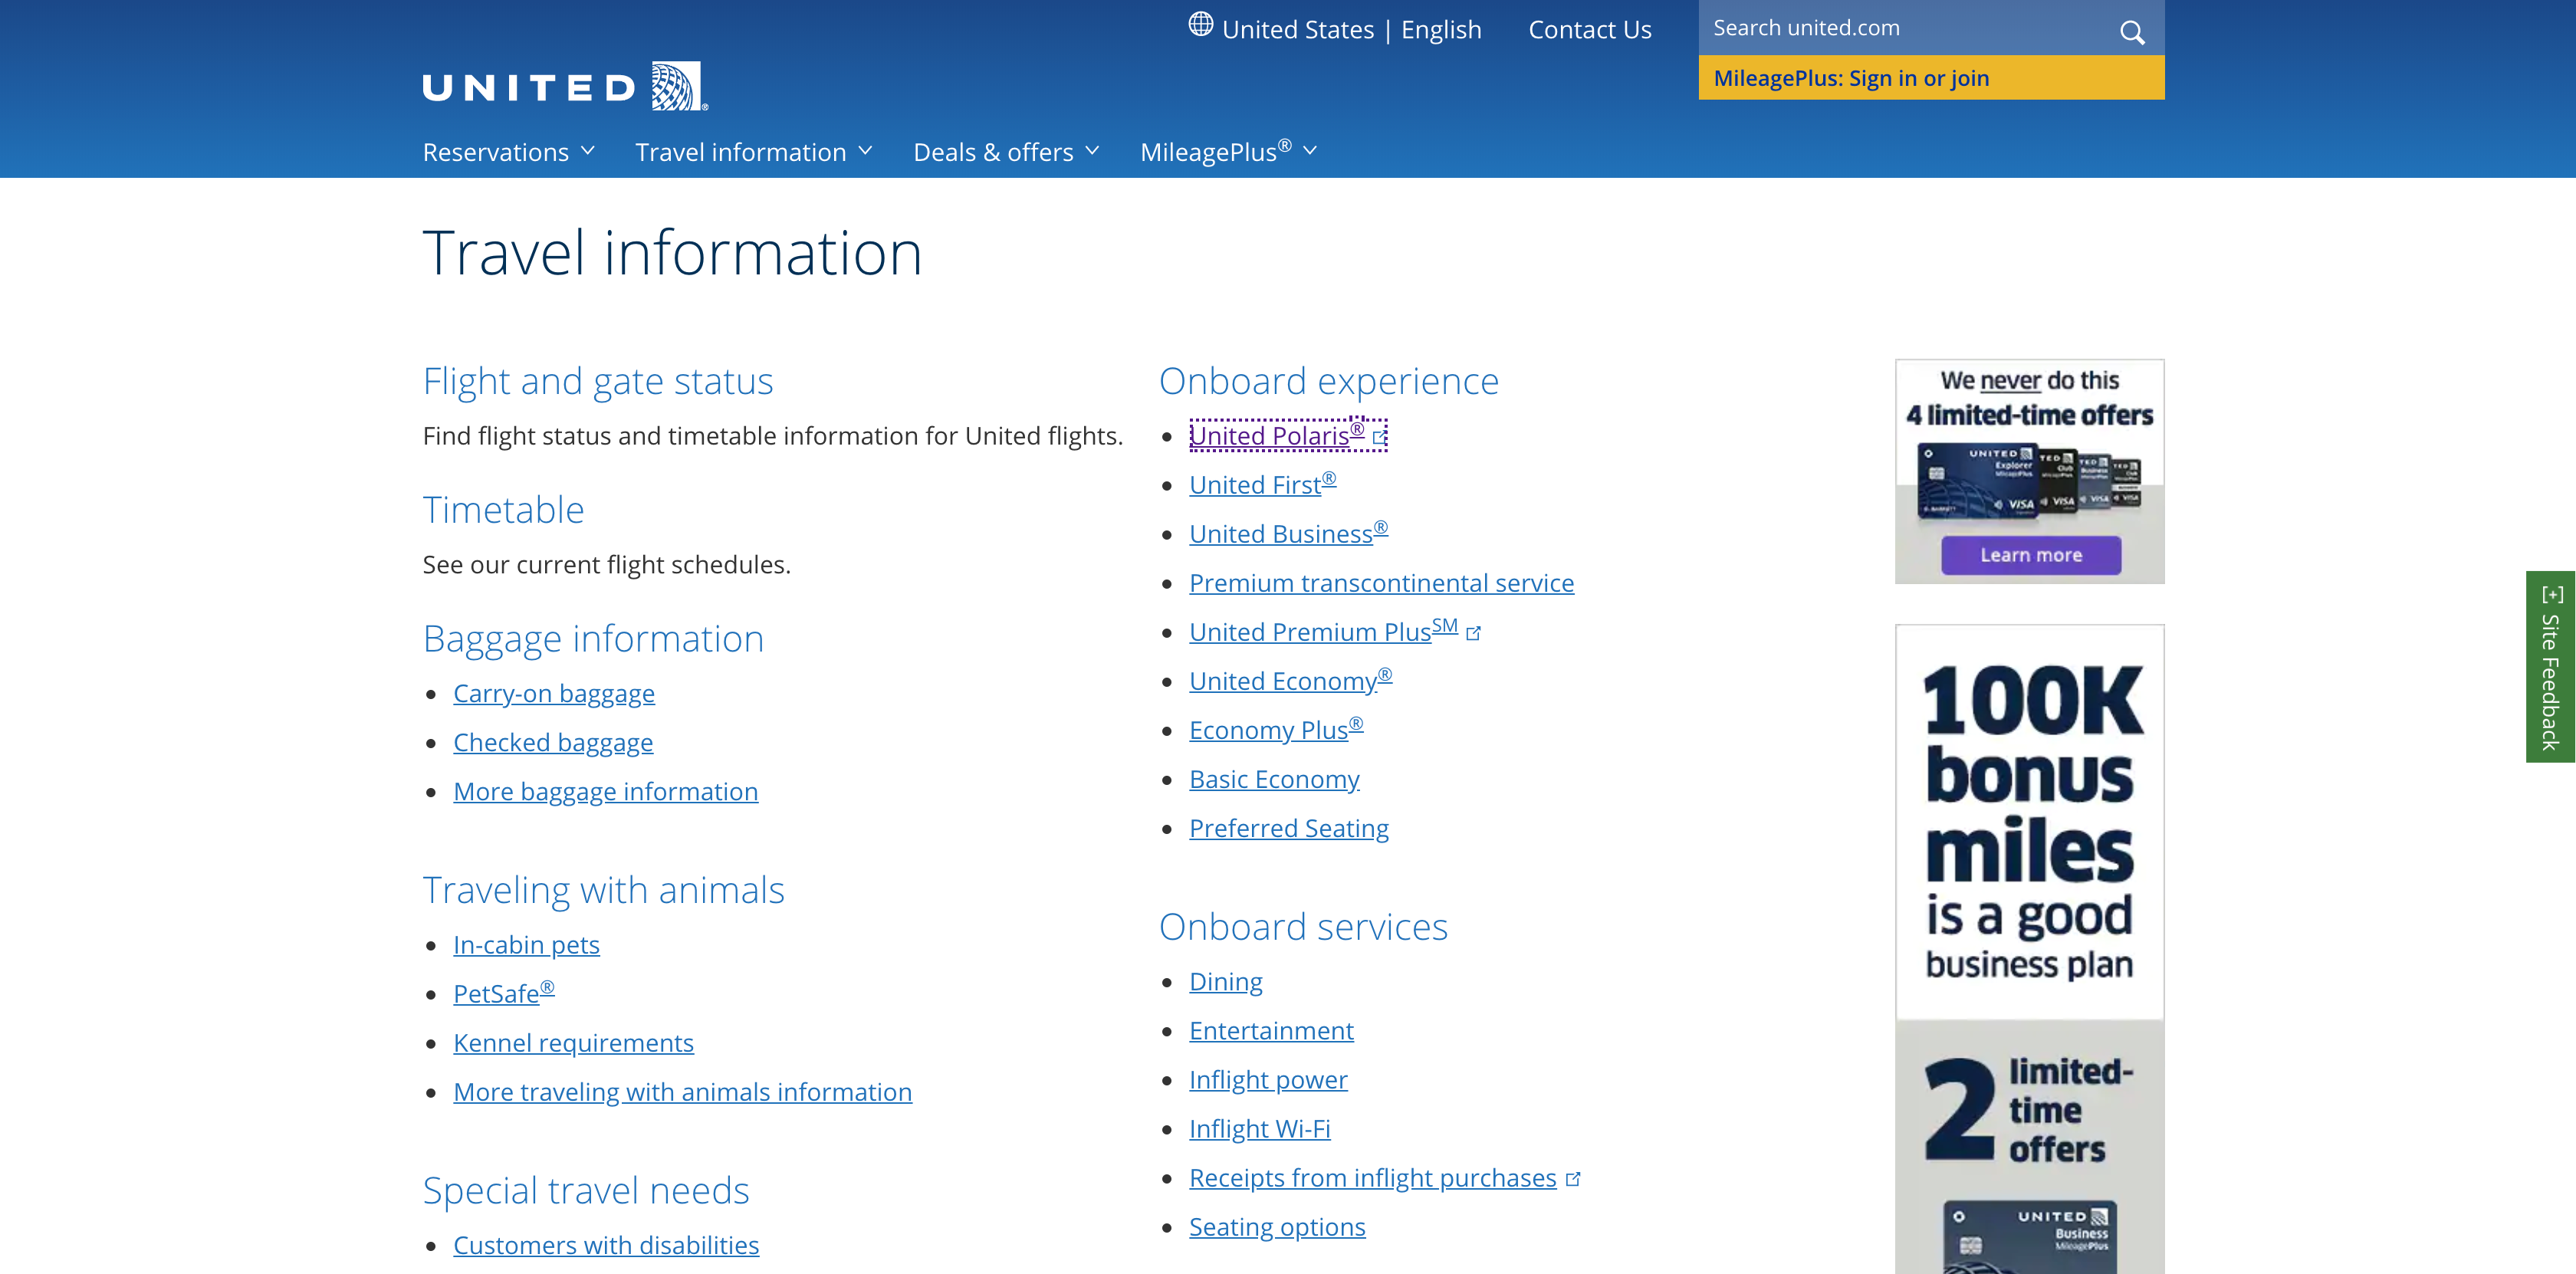 United States | English
Contact Us
Search united.com
MileagePlus: Sign in or join
UNITED
Reservations
Travel information
Deals & offers
MileagePlus®
Travel information
Flight and gate status
Find flight status and timetable information for United flights.
Timetable
See our current flight schedules.
Baggage information
Carry-on baggage
Checked baggage
More baggage information
Traveling with animals
In-cabin pets
PetSafe®
Kennel requirements
More traveling with animals information
Special travel needs
Customers with disabilities
Onboard experience
United Polaris®
United First®
United Business®
Premium transcontinental service
United Premium Plus℠
United Economy®
Economy Plus®
Basic Economy
Preferred Seating
Onboard services
Dining
Entertainment
Inflight power
Inflight Wi-Fi
Receipts from inflight purchases
Seating options
We never do this
4 limited-time offers
UNITED
Explorer
MileagePlus
VISA
VISA
VISA
VISA
Learn more
100K
bonus
miles
is a good
business plan
2 limited-
time
offers
UNITED
Business
MileagePlus
[+] Site Feedback